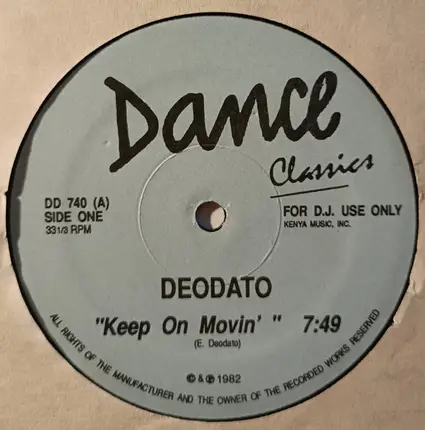 Dance
Classics
DD 740 (A)
SIDE ONE
33 1/3 RPM
FOR D.J. USE ONLY
KENYA MUSIC, INC.
DEODATO
"Keep On Movin' " 7:49
(E. Deodato)
© & ℗ 1982
ALL RIGHTS OF THE MANUFACTURER AND THE OWNER OF THE RECORDED WORKS RESERVED